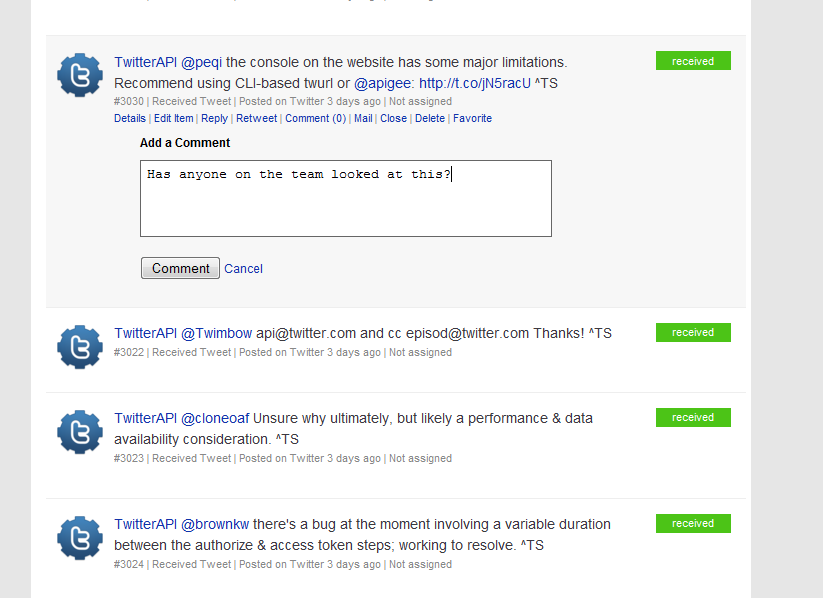 TwitterAPI @peqi the console on the website has some major limitations.
received
Recommend using CLI-based twurl or @apigee: http://t.co/jN5racU ^TS
#3030 | Received Tweet | Posted on Twitter 3 days ago | Not assigned
Details | Edit Item | Reply | Retweet | Comment (0) | Mail | Close | Delete | Favorite
Add a Comment
Has anyone on the team looked at this?
Comment Cancel
TwitterAPI @Twimbow api@twitter.com and cc episod@twitter.com Thanks! ^TS
received
#3022 | Received Tweet | Posted on Twitter 3 days ago | Not assigned
TwitterAPI @cloneoaf Unsure why ultimately, but likely a performance & data
received
availability consideration. ^TS
#3023 | Received Tweet | Posted on Twitter 3 days ago | Not assigned
TwitterAPI @brownkw there's a bug at the moment involving a variable duration
received
between the authorize & access token steps; working to resolve. ^TS
#3024 | Received Tweet | Posted on Twitter 3 days ago | Not assigned